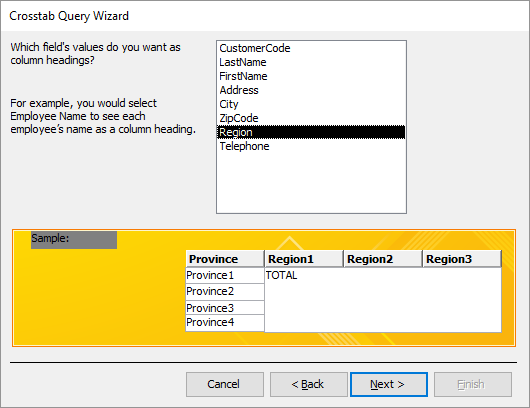 Crosstab Query Wizard
Which field's values do you want as
column headings?
For example, you would select
Employee Name to see each
employee's name as a column heading.
CustomerCode
LastName
FirstName
Address
City
ZipCode
Region
Telephone
Sample:
Province Region1 Region2 Region3
Province1 TOTAL
Province2
Province3
Province4
Cancel < Back Next > Finish